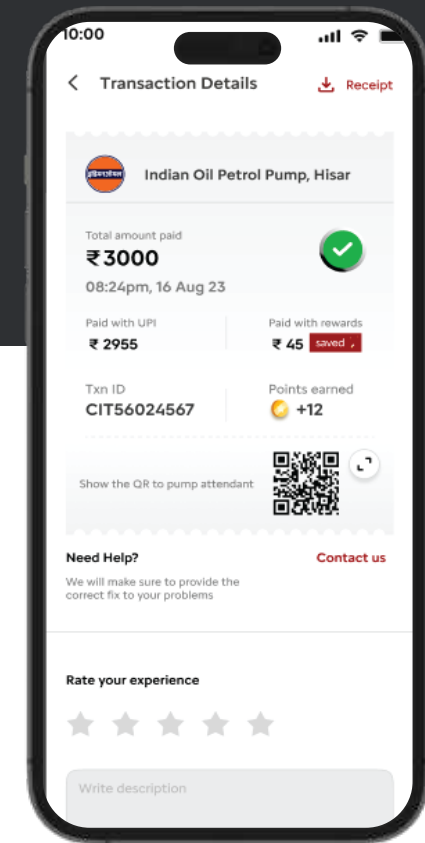 10:00
Transaction Details
Receipt
इंडियनऑयल
Indian Oil Petrol Pump, Hisar
Total amount paid
₹3000
08:24pm, 16 Aug 23
Paid with UPI
Paid with rewards
₹ 2955
₹ 45 saved
Txn ID
Points earned
CIT56024567
+12
Show the QR to pump attendant
Need Help?
Contact us
We will make sure to provide the
correct fix to your problems
Rate your experience
Write description